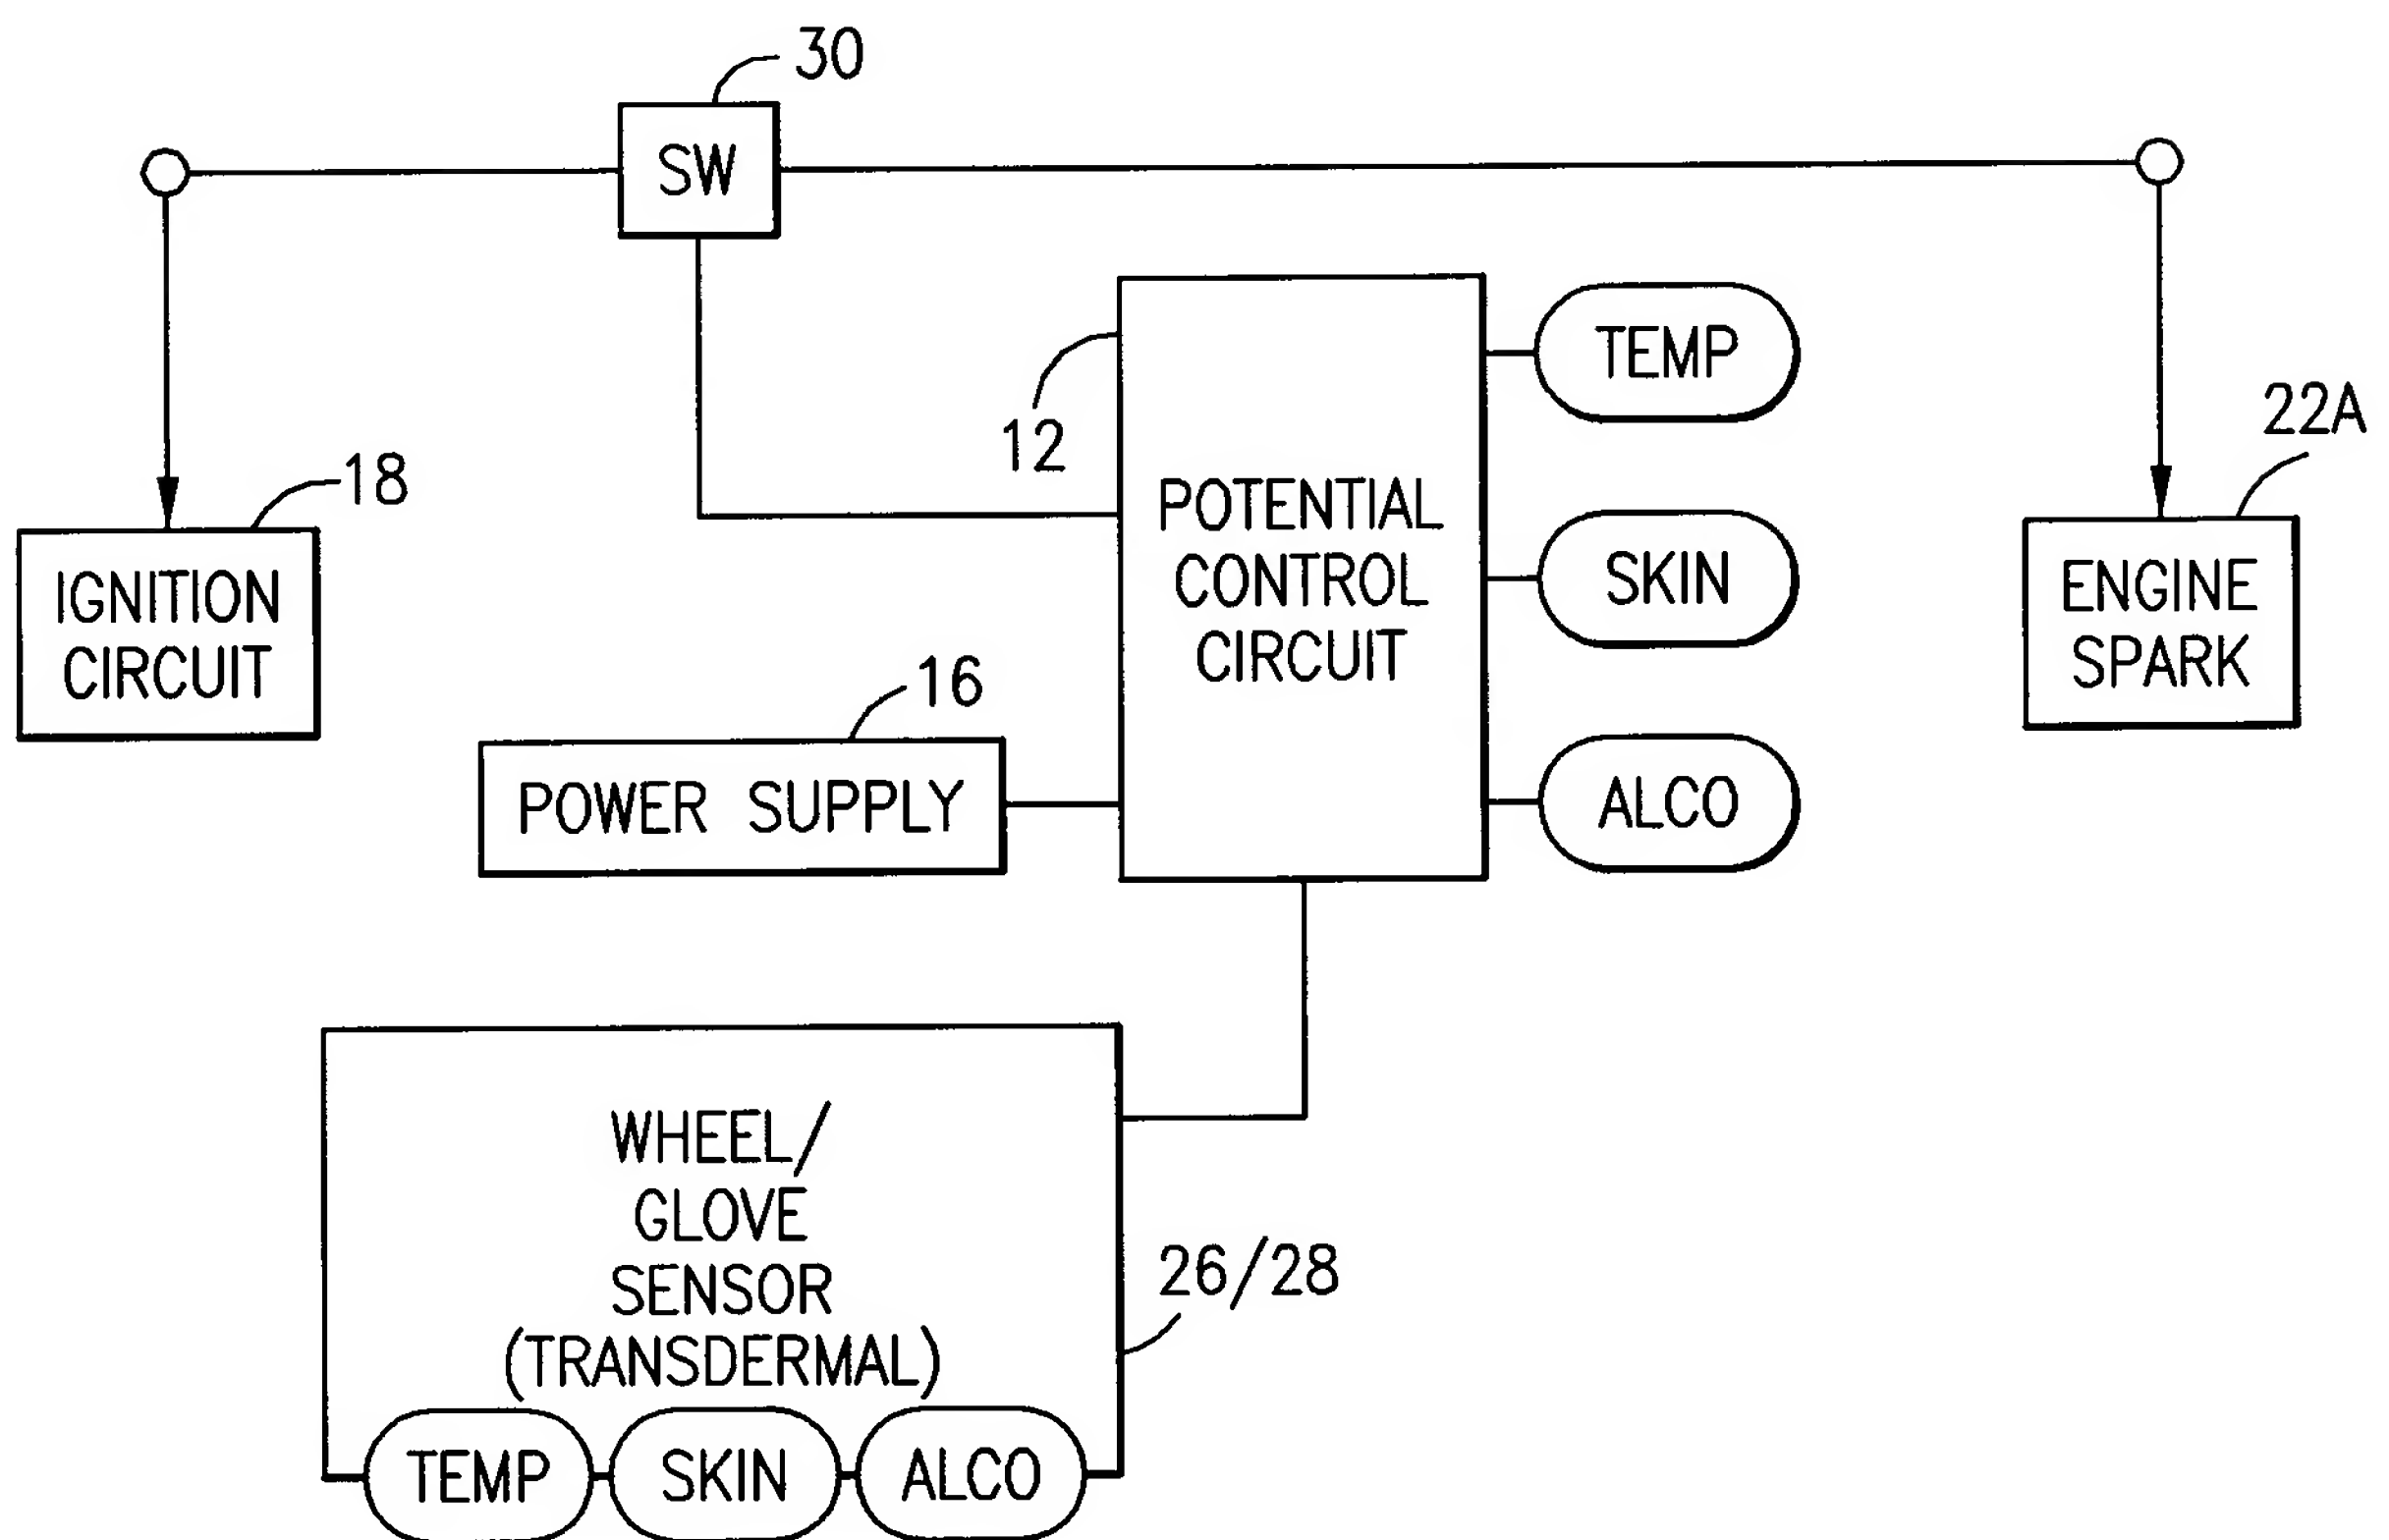 30
SW
12
TEMP
22A
18
POTENTIAL
CONTROL
CIRCUIT
SKIN
IGNITION
CIRCUIT
ENGINE
SPARK
16
POWER SUPPLY
ALCO
WHEEL/
GLOVE
SENSOR
(TRANSDERMAL)
26/28
TEMP
SKIN
ALCO